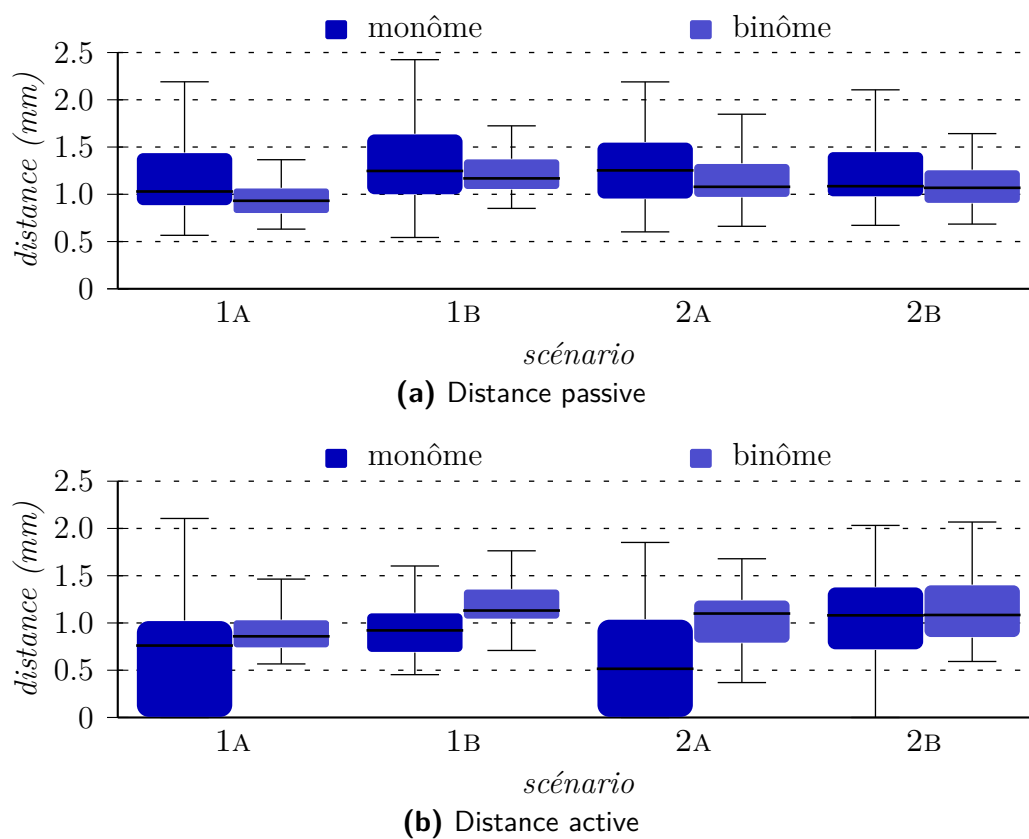 monôme binôme
2.5
2.0
1.5
1.0
0.5
0
distance (mm)
1A 1B 2A 2B
scénario
(a) Distance passive
monôme binôme
2.5
2.0
1.5
1.0
0.5
0
distance (mm)
1A 1B 2A 2B
scénario
(b) Distance active